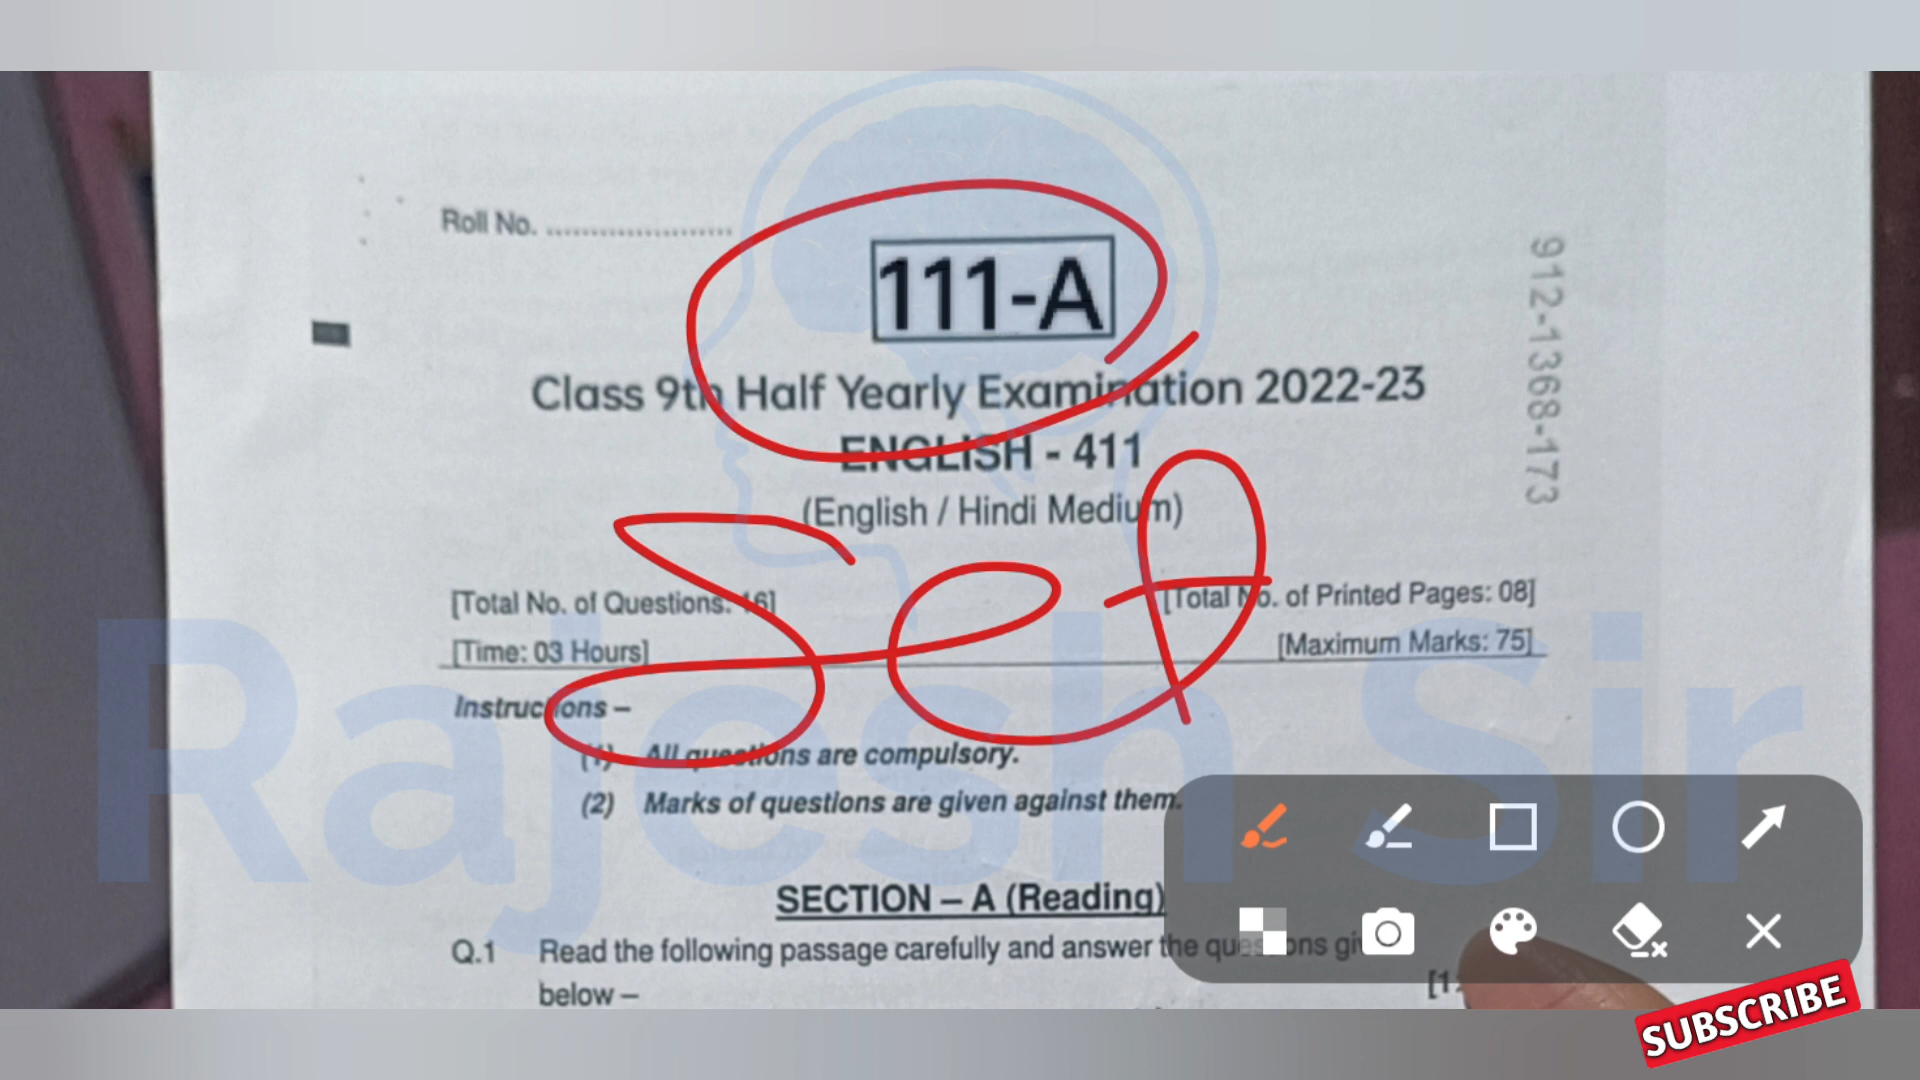 Roll No. .....................
111-A
Class 9th Half Yearly Examination 2022-23
ENGLISH - 411
(English / Hindi Medium)
912-1368-173
[Total No. of Questions: 16]
[Total No. of Printed Pages: 08]
[Time: 03 Hours]
[Maximum Marks: 75]
Set
Instructions –
(1) All questions are compulsory.
(2) Marks of questions are given against them.
Rajesh Sir
SECTION – A (Reading)
Q.1 Read the following passage carefully and answer the questions
below –
SUBSCRIBE